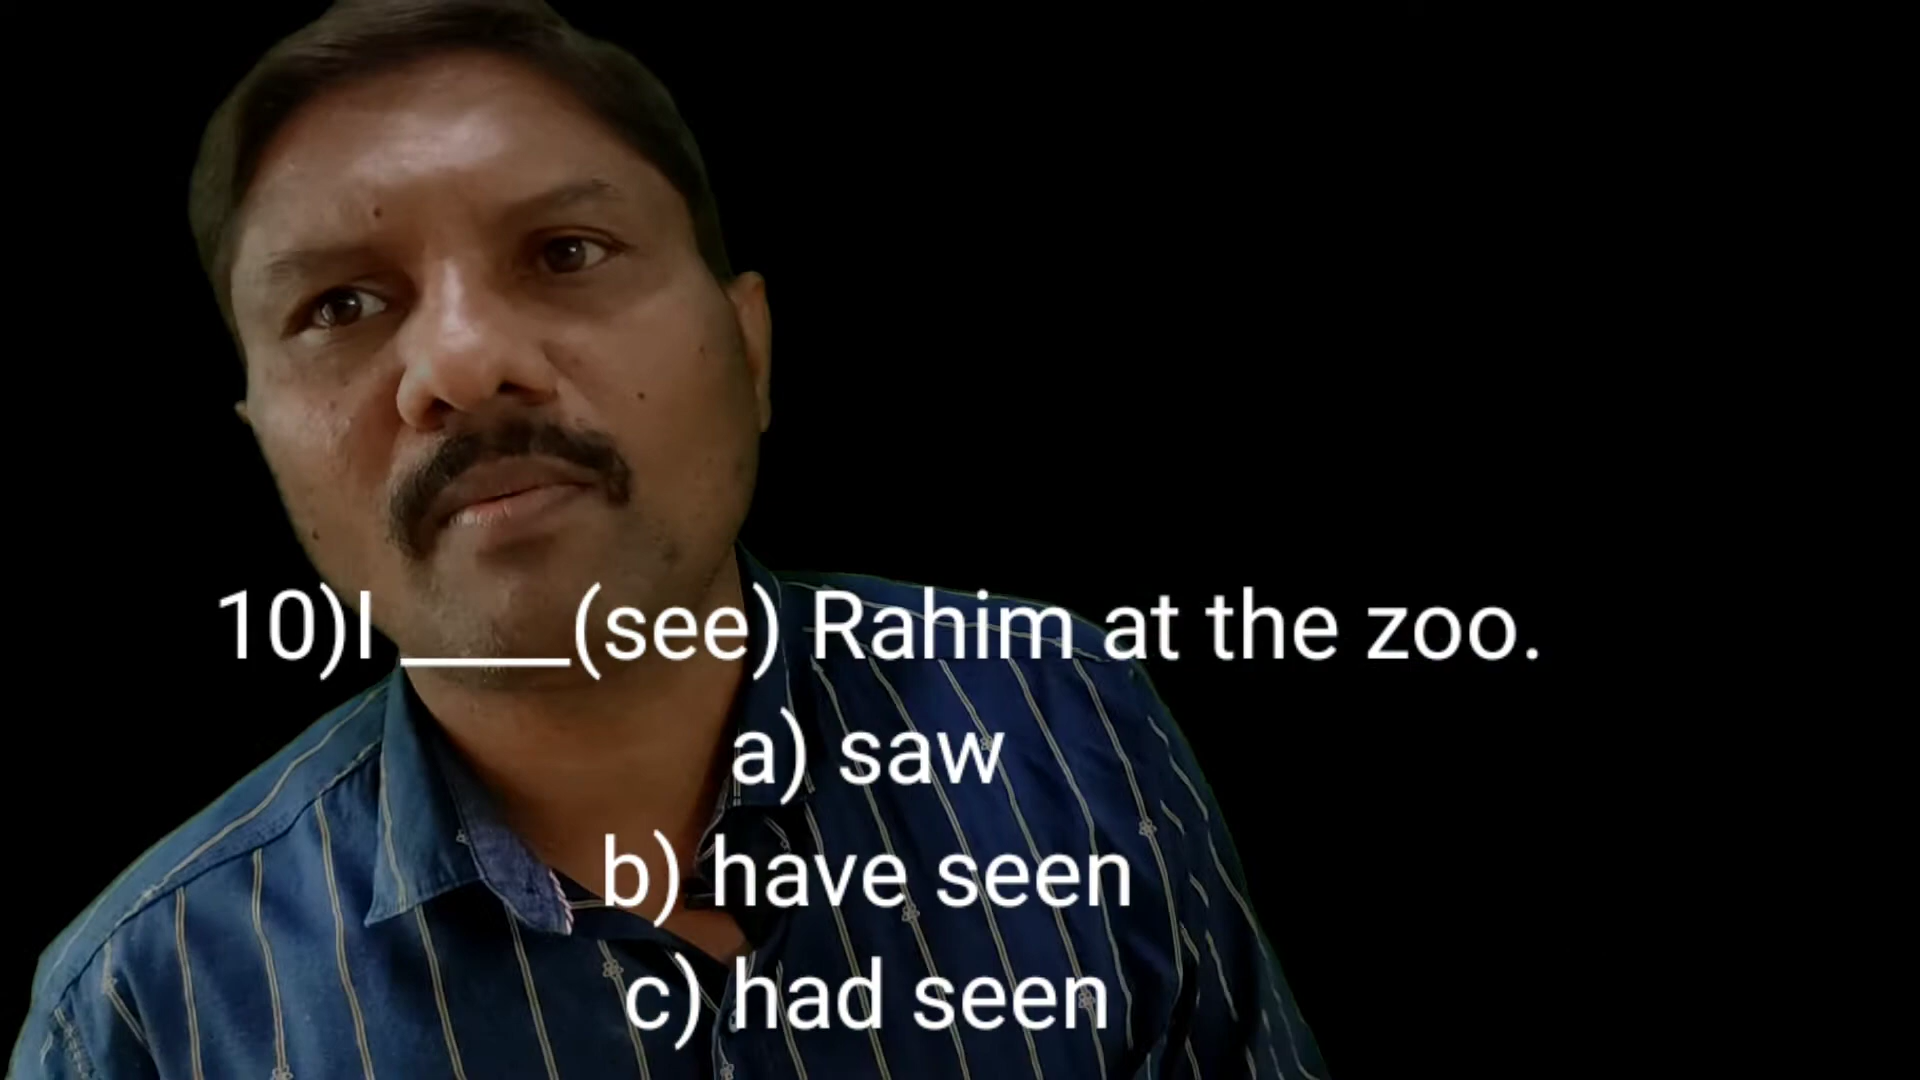 10)I ____(see) Rahim at the zoo.
a) saw
b) have seen
c) had seen